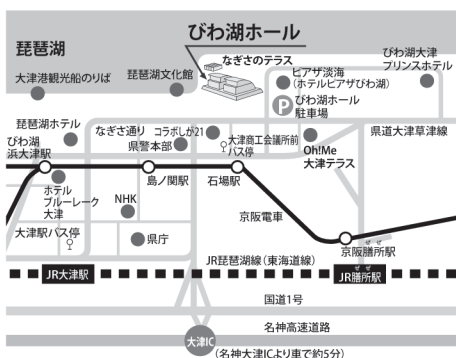 びわ湖ホール
琵琶湖
なぎさのテラス
びわ湖大津
プリンスホテル
ピアザ淡海
(ホテルピアザびわ湖)
大津港観光船のりば
琵琶湖文化館
P びわ湖ホール
駐車場
琵琶湖ホテル
なぎさ通り
コラボしが21
県警本部
大津商工会議所前
バス停
Oh!Me
大津テラス
県道大津草津線
びわ湖
浜大津駅
島ノ関駅
石場駅
ホテル
ブルーレーク
大津
NHK
京阪電車
大津駅バス停
県庁
京阪膳所駅
ぜ ぜ
JR琵琶湖線(東海道線)
JR大津駅
JR膳所駅
ぜ ぜ
国道1号
名神高速道路
大津IC
(名神大津ICより車で約5分)